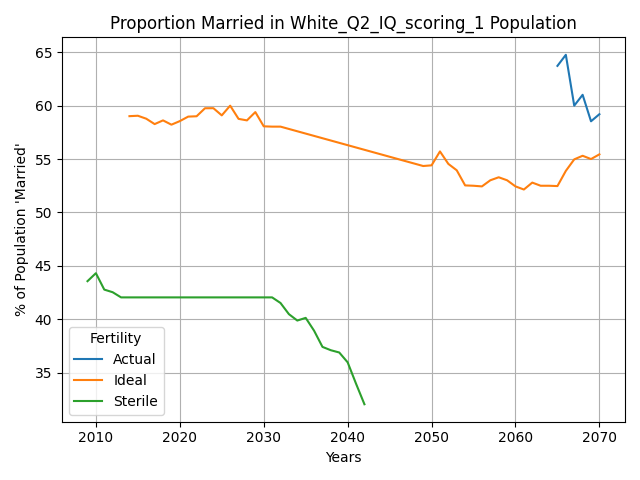 Proportion Married in White_Q2_IQ_scoring_1 Population
% of Population 'Married'
65
60
55
50
45
40
35
Fertility
Actual
Ideal
Sterile
2010 2020 2030 2040 2050 2060 2070
Years